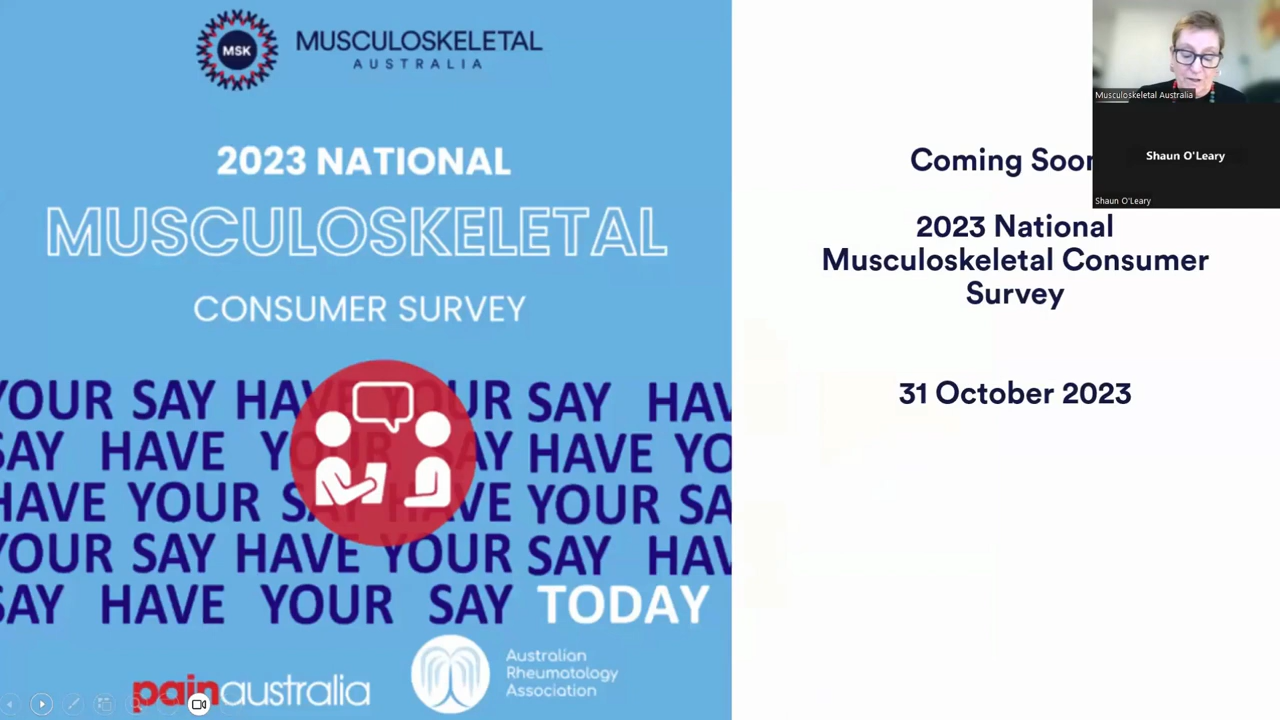 MSK
MUSCULOSKELETAL
AUSTRALIA
2023 NATIONAL
MUSCULOSKELETAL
CONSUMER SURVEY
YOUR SAY HAVE YOUR SAY HAV
SAY HAVE YOUR SAY HAVE YO
HAVE YOUR SAY HAVE YOUR SA
YOUR SAY HAVE YOUR SAY HAV
SAY HAVE YOUR SAY TODAY
painaustralia
Australian
Rheumatology
Association
Coming Soon
2023 National
Musculoskeletal Consumer
Survey
31 October 2023
Musculoskeletal Australia
Shaun O'Leary
Shaun O'Leary